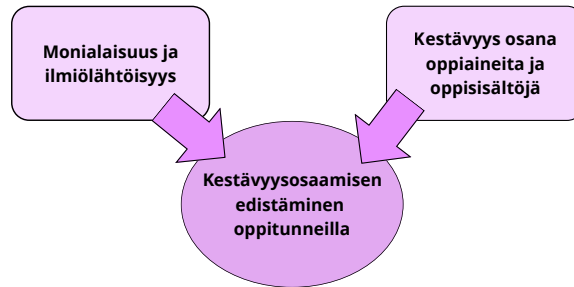 Monialaisuus ja
ilmiölähtöisyys
Kestävyys osana
oppiaineita ja
oppisisältöjä
Kestävyysosaamisen
edistäminen
oppitunneilla